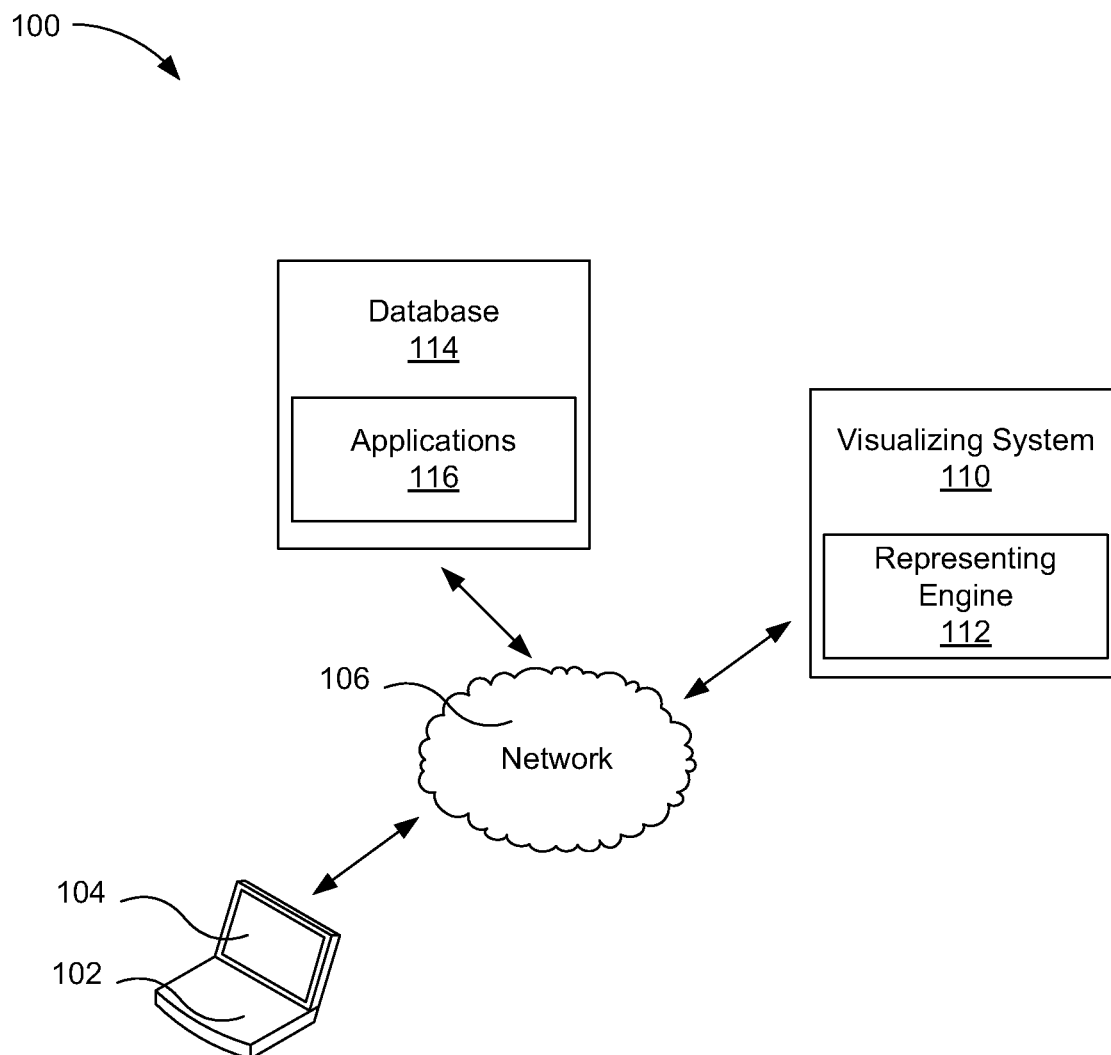 100
Database
114
Applications
116
Visualizing System
110
Representing
Engine
112
106
Network
104
102